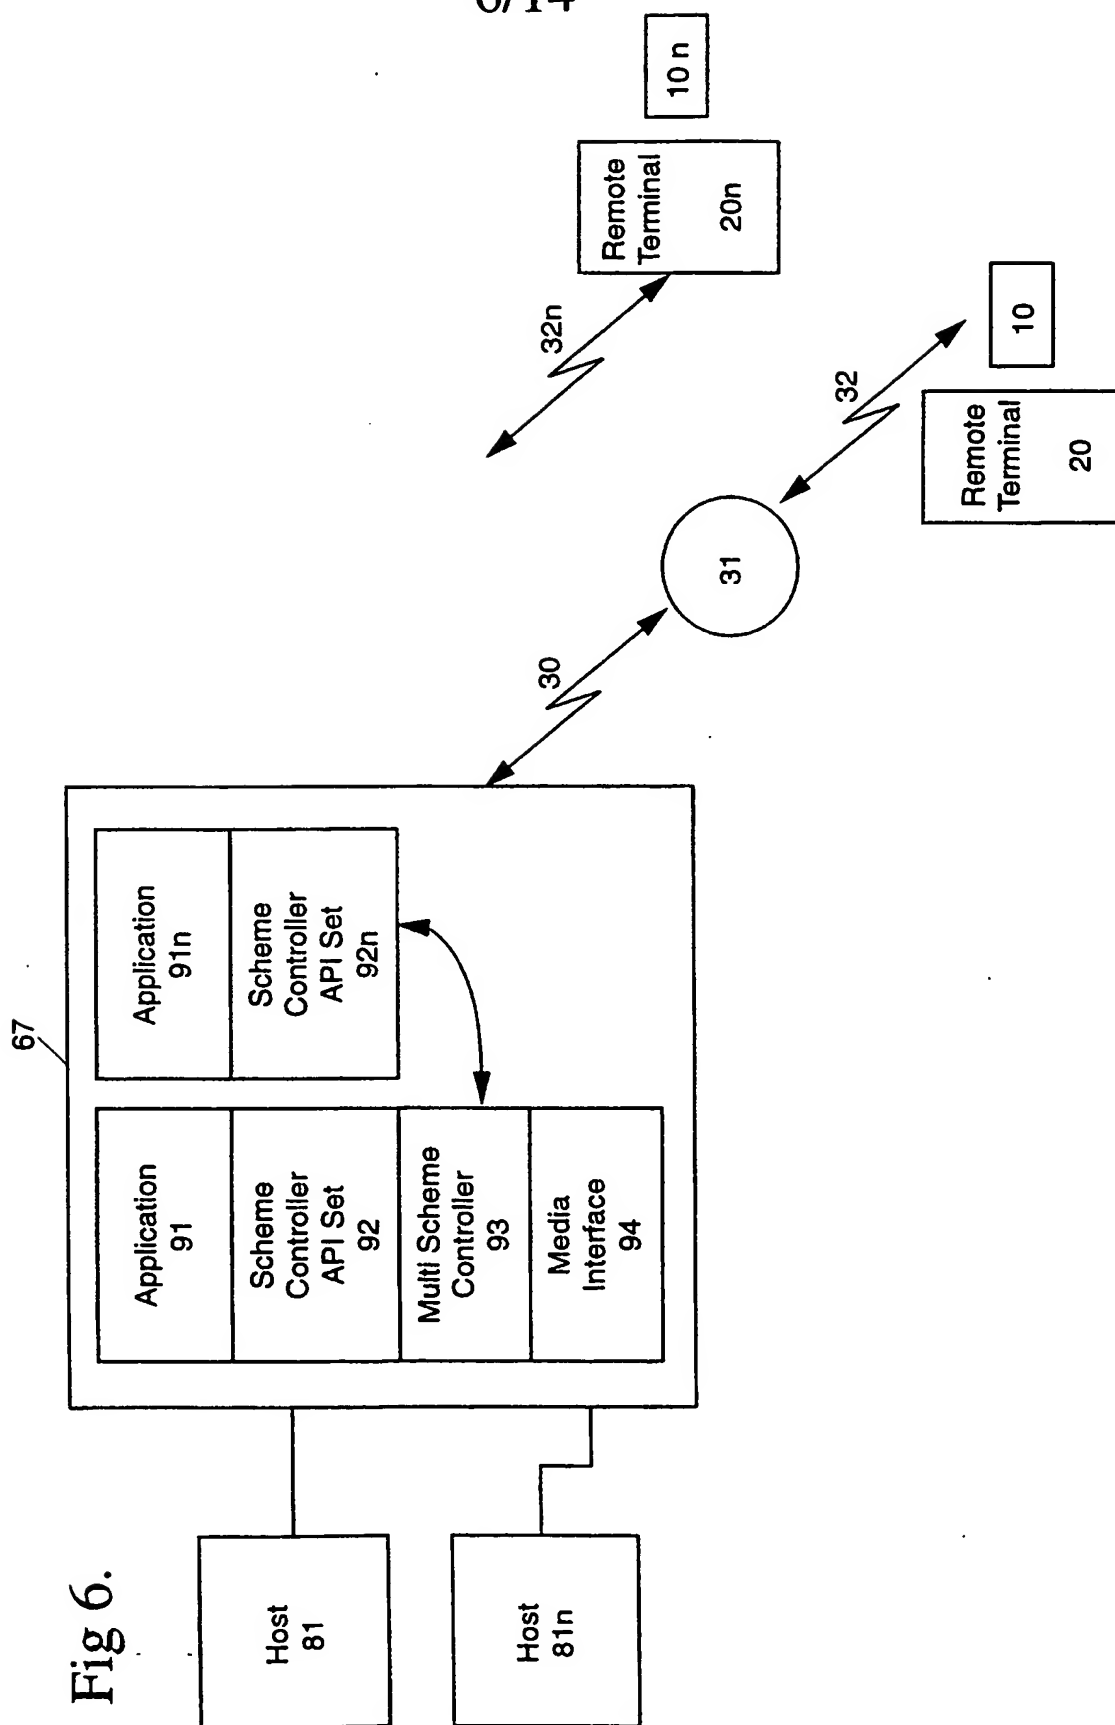 6/14
Fig 6.
67
Host
81
Host
81n
Application
91
Scheme
Controller
API Set
92
Multi Scheme
Controller
93
Media
Interface
94
Application
91n
Scheme
Controller
API Set
92n
30
31
32
32n
Remote
Terminal
20
10
Remote
Terminal
20n
10 n